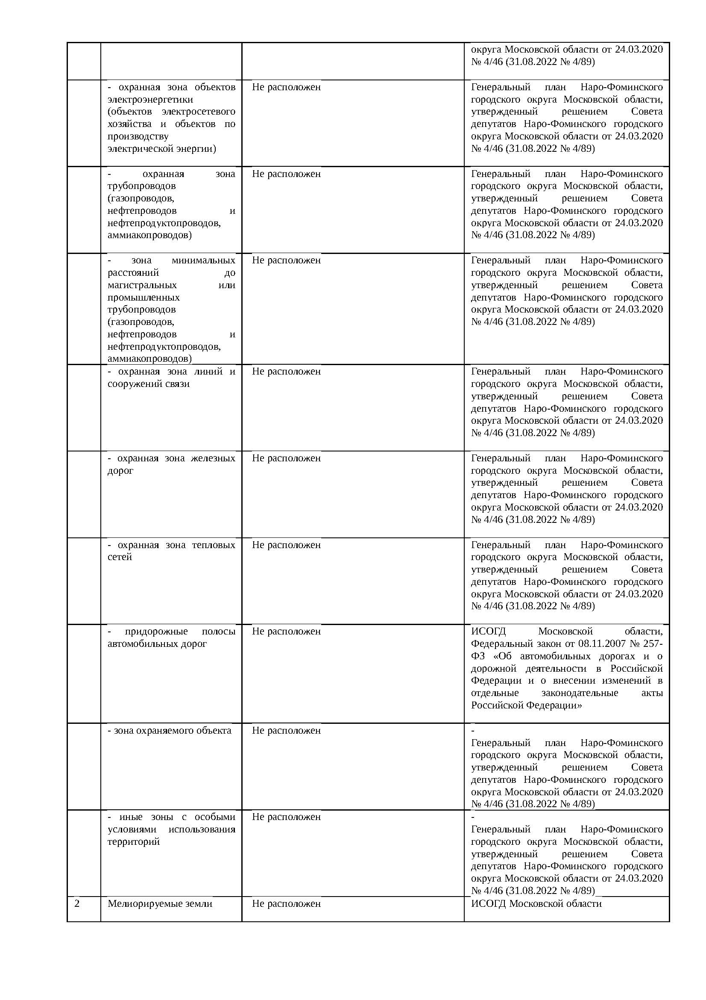 округа Московской области от 24.03.2020
№ 4/46 (31.08.2022 № 4/89)
- охранная зона объектов
электроэнергетики
(объектов электросетевого
хозяйства и объектов по
производству
электрической энергии)
Не расположен
Генеральный план Наро-Фоминского
городского округа Московской области,
утвержденный решением Совета
депутатов Наро-Фоминского городского
округа Московской области от 24.03.2020
№ 4/46 (31.08.2022 № 4/89)
- охранная зона
трубопроводов
(газопроводов,
нефтепроводов и
нефтепродуктопроводов,
аммиакопроводов)
Не расположен
Генеральный план Наро-Фоминского
городского округа Московской области,
утвержденный решением Совета
депутатов Наро-Фоминского городского
округа Московской области от 24.03.2020
№ 4/46 (31.08.2022 № 4/89)
- зона минимальных
расстояний до
магистральных или
промышленных
трубопроводов
(газопроводов,
нефтепроводов и
нефтепродуктопроводов,
аммиакопроводов)
Не расположен
Генеральный план Наро-Фоминского
городского округа Московской области,
утвержденный решением Совета
депутатов Наро-Фоминского городского
округа Московской области от 24.03.2020
№ 4/46 (31.08.2022 № 4/89)
- охранная зона линий и
сооружений связи
Не расположен
Генеральный план Наро-Фоминского
городского округа Московской области,
утвержденный решением Совета
депутатов Наро-Фоминского городского
округа Московской области от 24.03.2020
№ 4/46 (31.08.2022 № 4/89)
- охранная зона железных
дорог
Не расположен
Генеральный план Наро-Фоминского
городского округа Московской области,
утвержденный решением Совета
депутатов Наро-Фоминского городского
округа Московской области от 24.03.2020
№ 4/46 (31.08.2022 № 4/89)
- охранная зона тепловых
сетей
Не расположен
Генеральный план Наро-Фоминского
городского округа Московской области,
утвержденный решением Совета
депутатов Наро-Фоминского городского
округа Московской области от 24.03.2020
№ 4/46 (31.08.2022 № 4/89)
- придорожные полосы
автомобильных дорог
Не расположен
ИСОГД Московской области,
Федеральный закон от 08.11.2007 № 257-
ФЗ «Об автомобильных дорогах и о
дорожной деятельности в Российской
Федерации и о внесении изменений в
отдельные законодательные акты
Российской Федерации»
- зона охраняемого объекта
Не расположен
-
Генеральный план Наро-Фоминского
городского округа Московской области,
утвержденный решением Совета
депутатов Наро-Фоминского городского
округа Московской области от 24.03.2020
№ 4/46 (31.08.2022 № 4/89)
- иные зоны с особыми
условиями использования
территорий
Не расположен
-
Генеральный план Наро-Фоминского
городского округа Московской области,
утвержденный решением Совета
депутатов Наро-Фоминского городского
округа Московской области от 24.03.2020
№ 4/46 (31.08.2022 № 4/89)
2
Мелиорируемые земли
Не расположен
ИСОГД Московской области